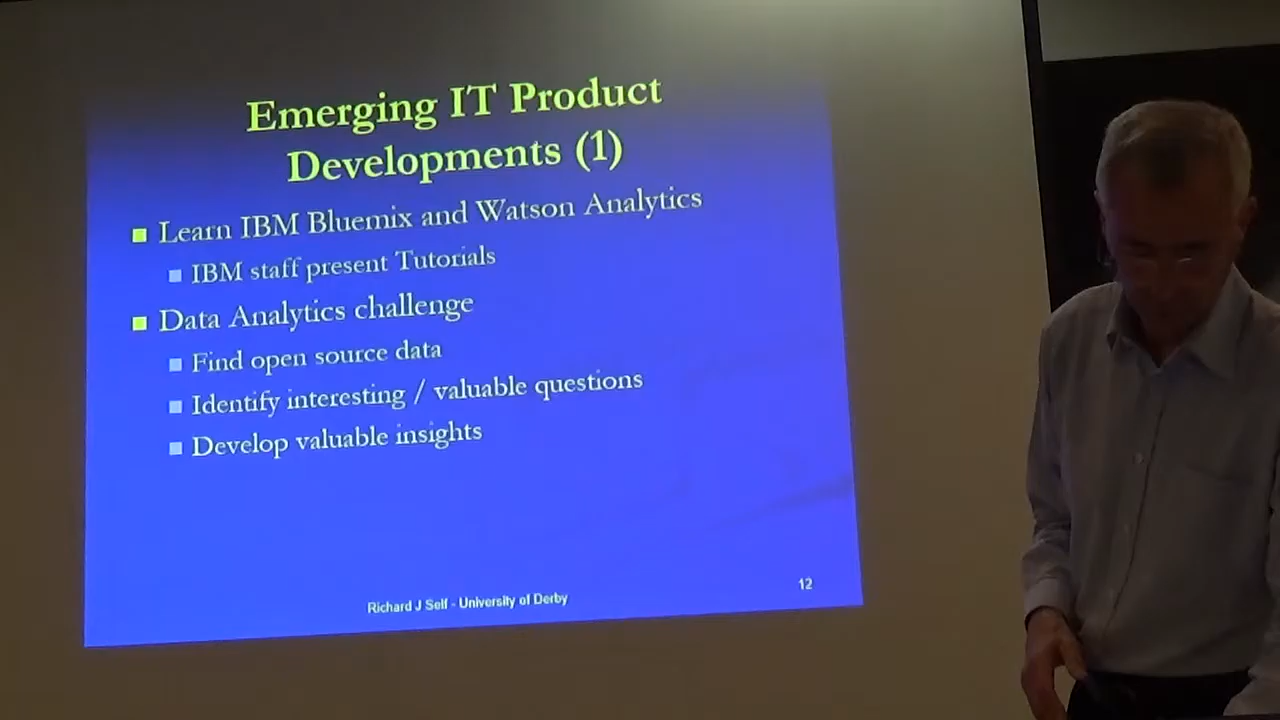 Emerging IT Product
Developments (1)
Learn IBM Bluemix and Watson Analytics
IBM staff present Tutorials
Data Analytics challenge
Find open source data
Identify interesting / valuable questions
Develop valuable insights
Richard J Self - University of Derby
12